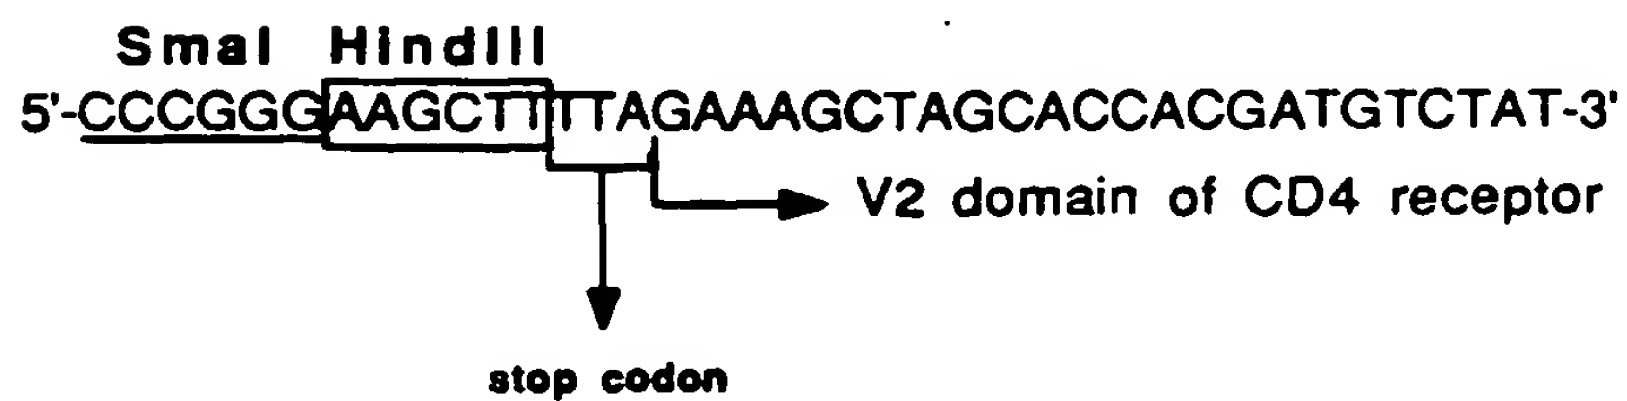 SmaI HindIII
5'-CCCGGGAAGCTTTTAGAAAGCTAGCACCACGATGTCTAT-3'
V2 domain of CD4 receptor
stop codon